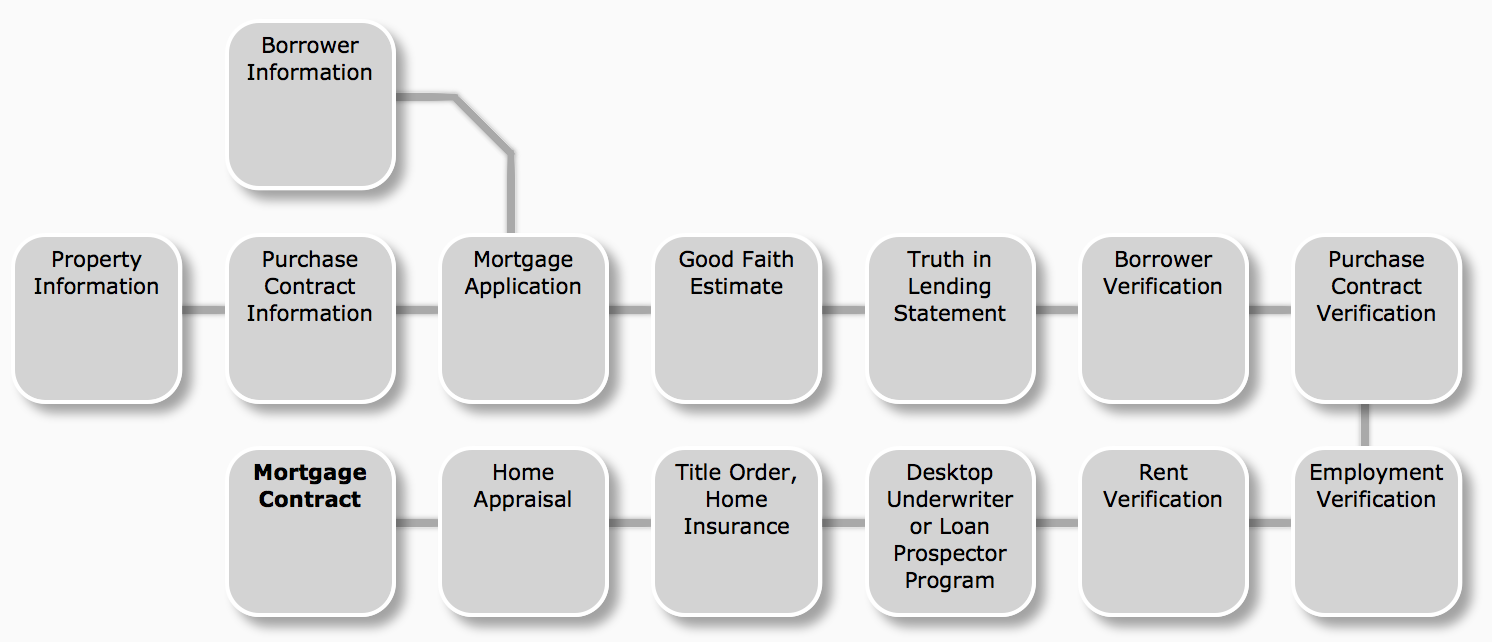 Borrower
Information
Property
Information
Purchase
Contract
Information
Mortgage
Application
Good Faith
Estimate
Truth in
Lending
Statement
Borrower
Verification
Purchase
Contract
Verification
Mortgage
Contract
Home
Appraisal
Title Order,
Home
Insurance
Desktop
Underwriter
or Loan
Prospector
Program
Rent
Verification
Employment
Verification